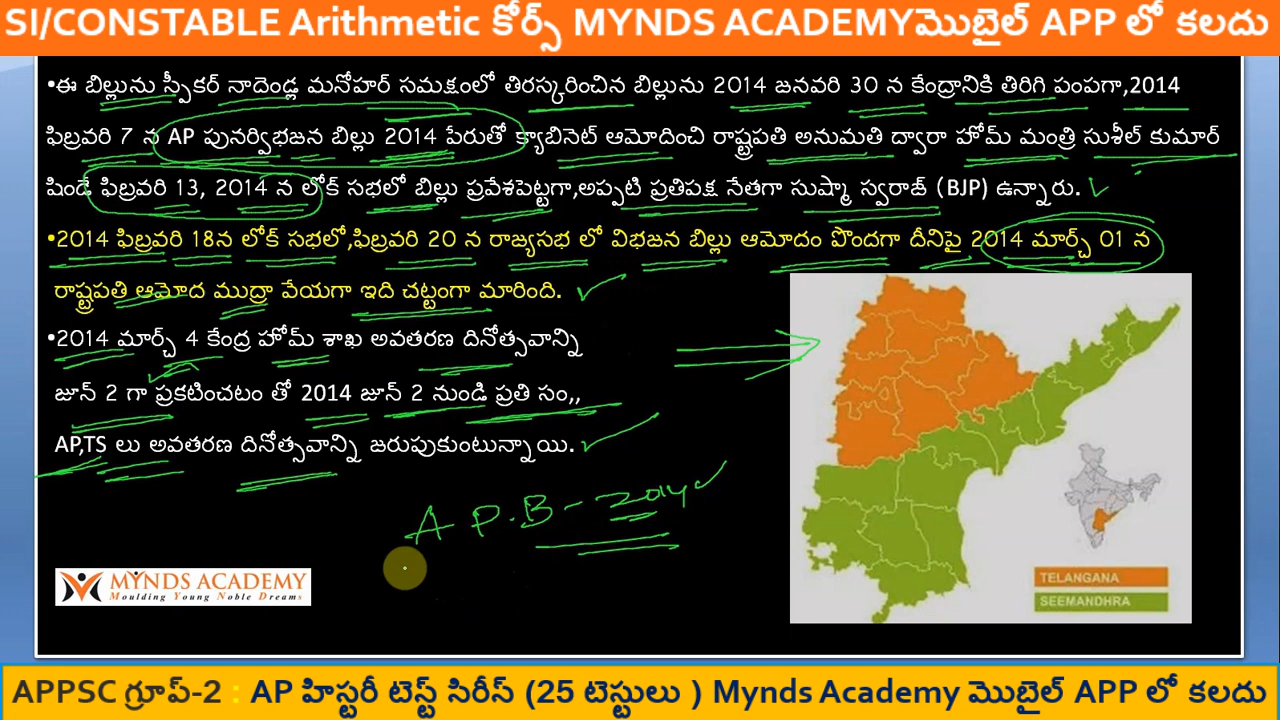 SI/CONSTABLE Arithmetic కోర్స్ MYNDS ACADEMYమొబైల్ APP లో కలదు
•ఈ బిల్లును స్పీకర్ నాదెండ్ల మనోహర్ సమక్షంలో తిరస్కరించిన బిల్లును 2014 జనవరి 30 న కేంద్రానికి తిరిగి పంపగా,2014
ఫిబ్రవరి 7 న AP పునర్విభజన బిల్లు 2014 పేరుతో క్యాబినెట్ ఆమోదించి రాష్ట్రపతి అనుమతి ద్వారా హోమ్ మంత్రి సుశీల్ కుమార్
షిండే ఫిబ్రవరి 13, 2014 న లోక్ సభలో బిల్లు ప్రవేశపెట్టగా,అప్పటి ప్రతిపక్ష నేతగా సుష్మా స్వరాజ్ (BJP) ఉన్నారు.
•2014 ఫిబ్రవరి 18న లోక్ సభలో,ఫిబ్రవరి 20 న రాజ్యసభ లో విభజన బిల్లు ఆమోదం పొందగా దీనిపై 2014 మార్చ్ 01 న
రాష్ట్రపతి ఆమోద ముద్రా వేయగా ఇది చట్టంగా మారింది.
•2014 మార్చ్ 4 కేంద్ర హోమ్ శాఖ అవతరణ దినోత్సవాన్ని
జూన్ 2 గా ప్రకటించటం తో 2014 జూన్ 2 నుండి ప్రతి సం,,
AP,TS లు అవతరణ దినోత్సవాన్ని జరుపుకుంటున్నాయి.
A P.B - 2014
MYNDS ACADEMY
Moulding Young Noble Dreams
TELANGANA
SEEMANDHRA
APPSC గ్రూప్-2 : AP హిస్టరీ టెస్ట్ సిరీస్ (25 టెస్టులు ) Mynds Academy మొబైల్ APP లో కలదు